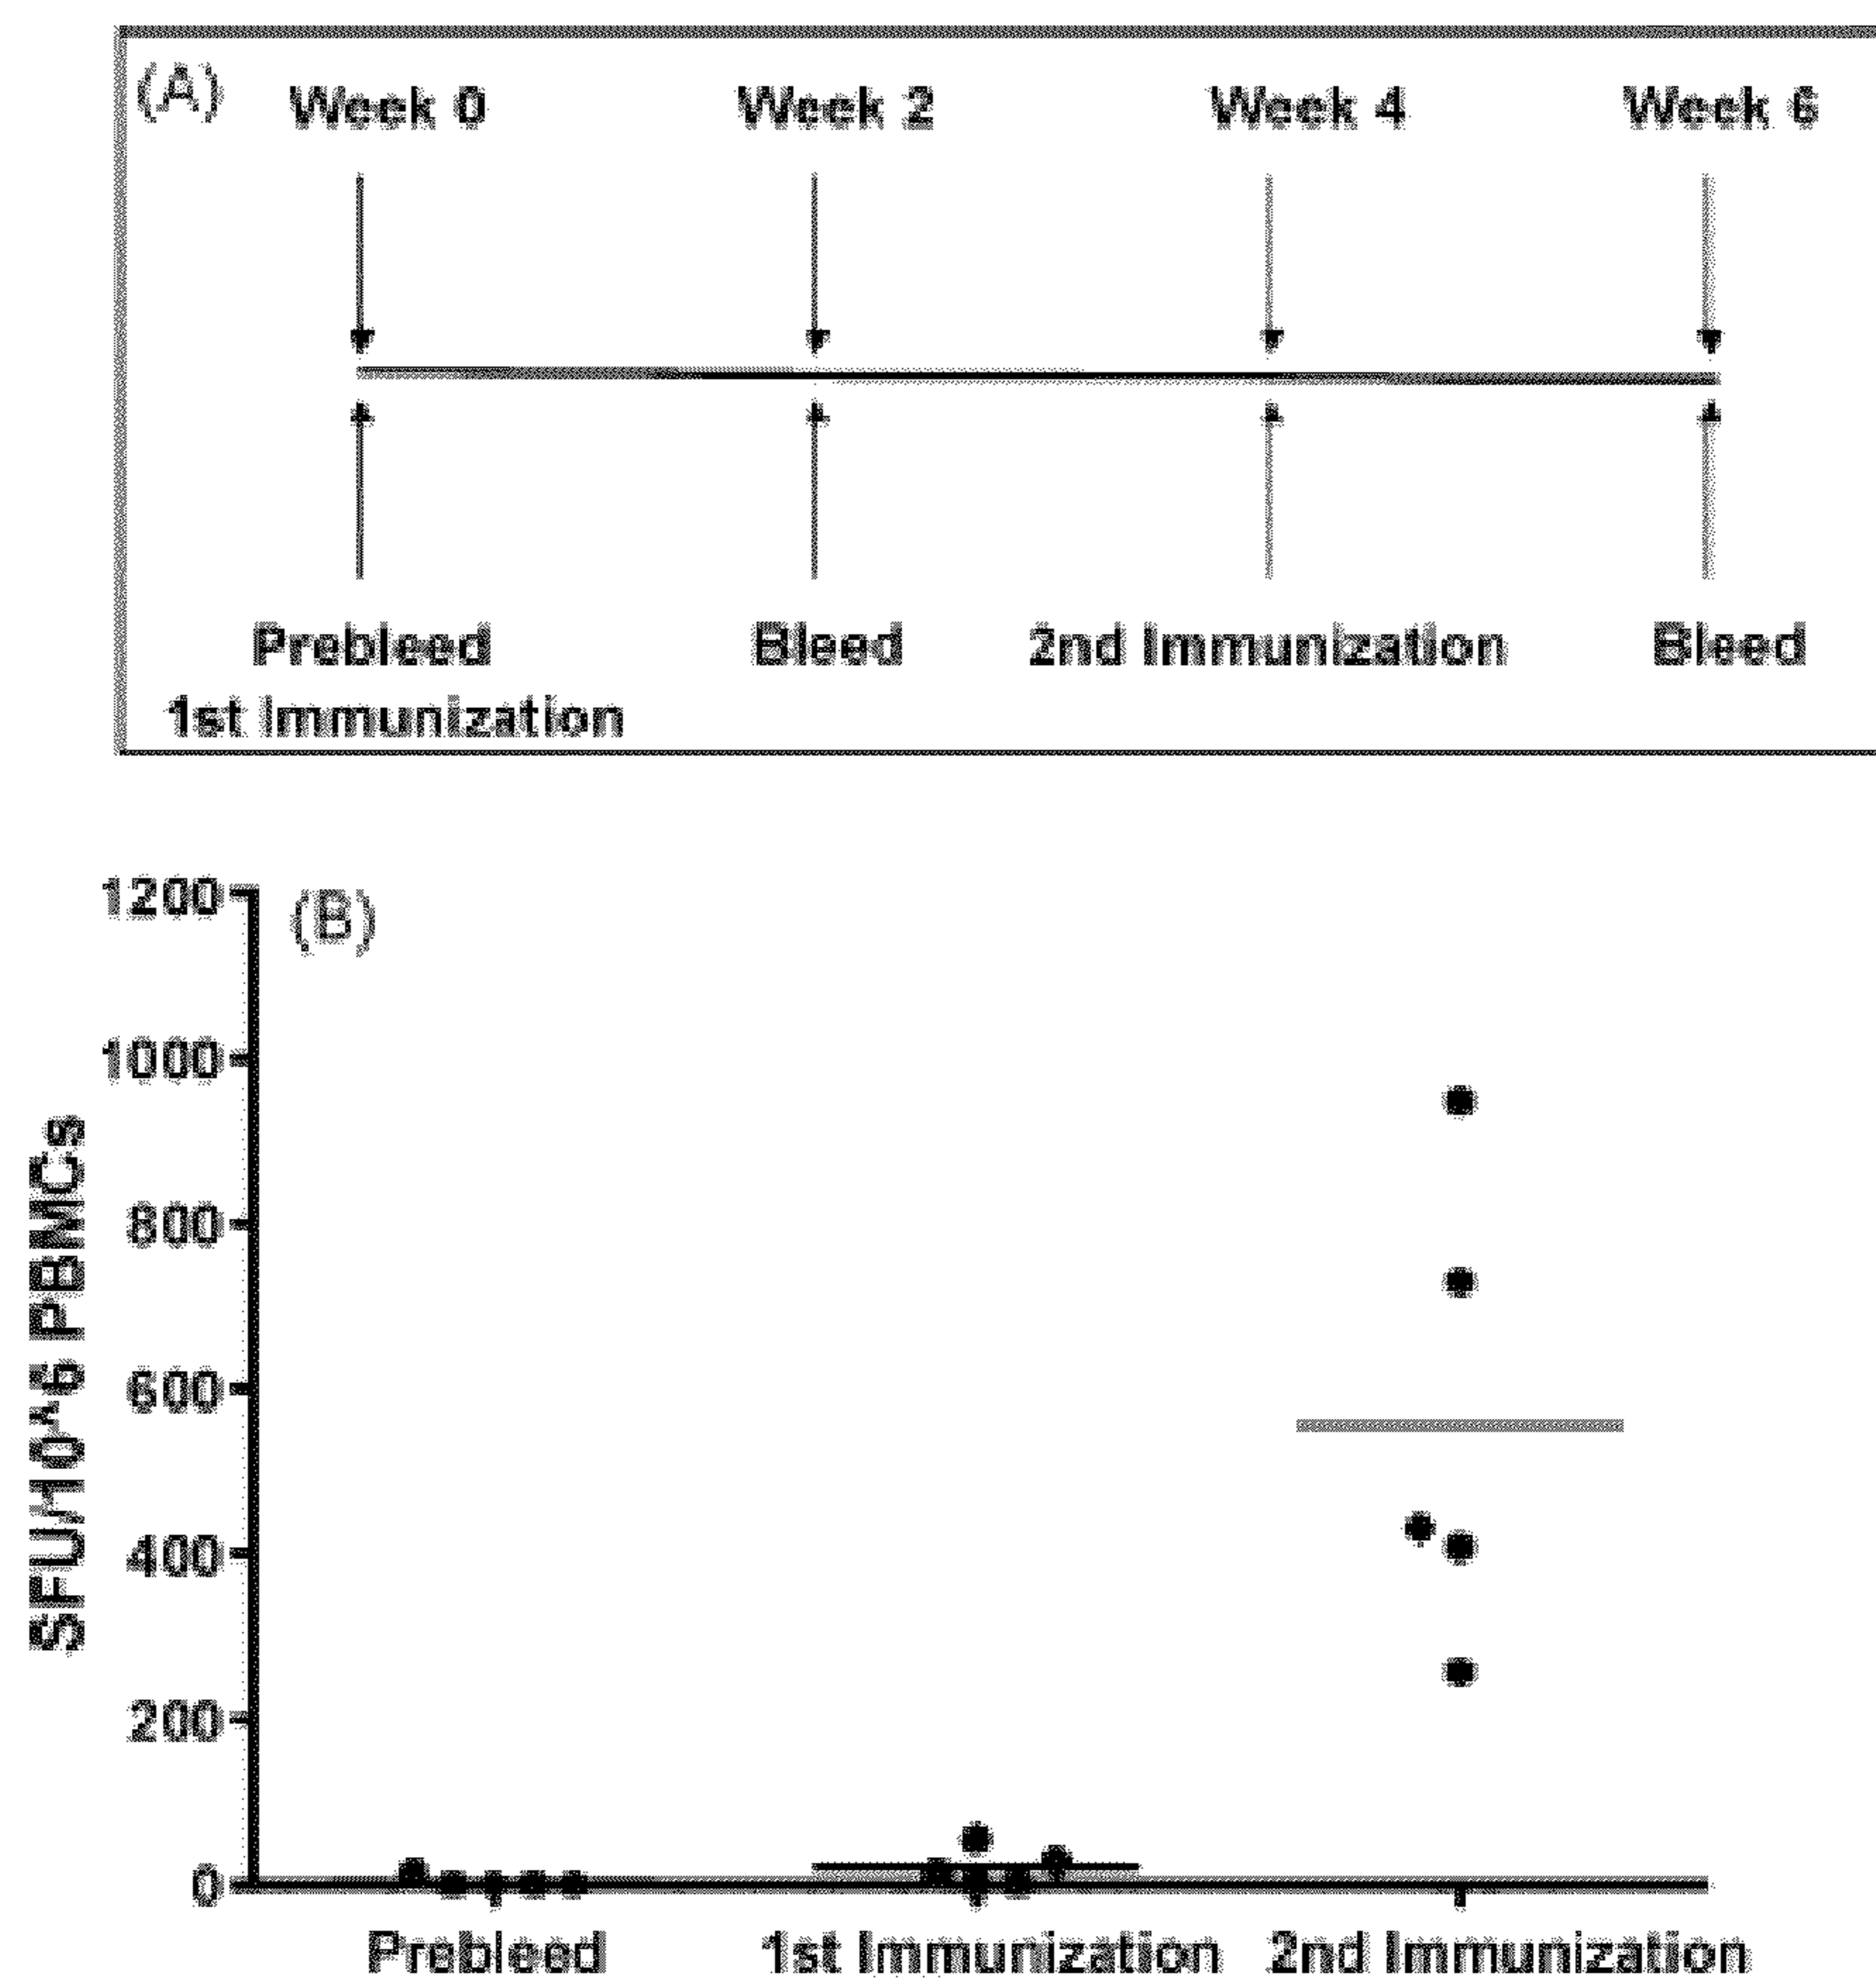 (A)
Week 0 Week 2 Week 4 Week 6
Prebleed Bleed 2nd Immunization Bleed
1st Immunization
(B)
1200
1000
800
600
400
200
0
SFU/10^6 PBMCs
Prebleed 1st Immunization 2nd Immunization